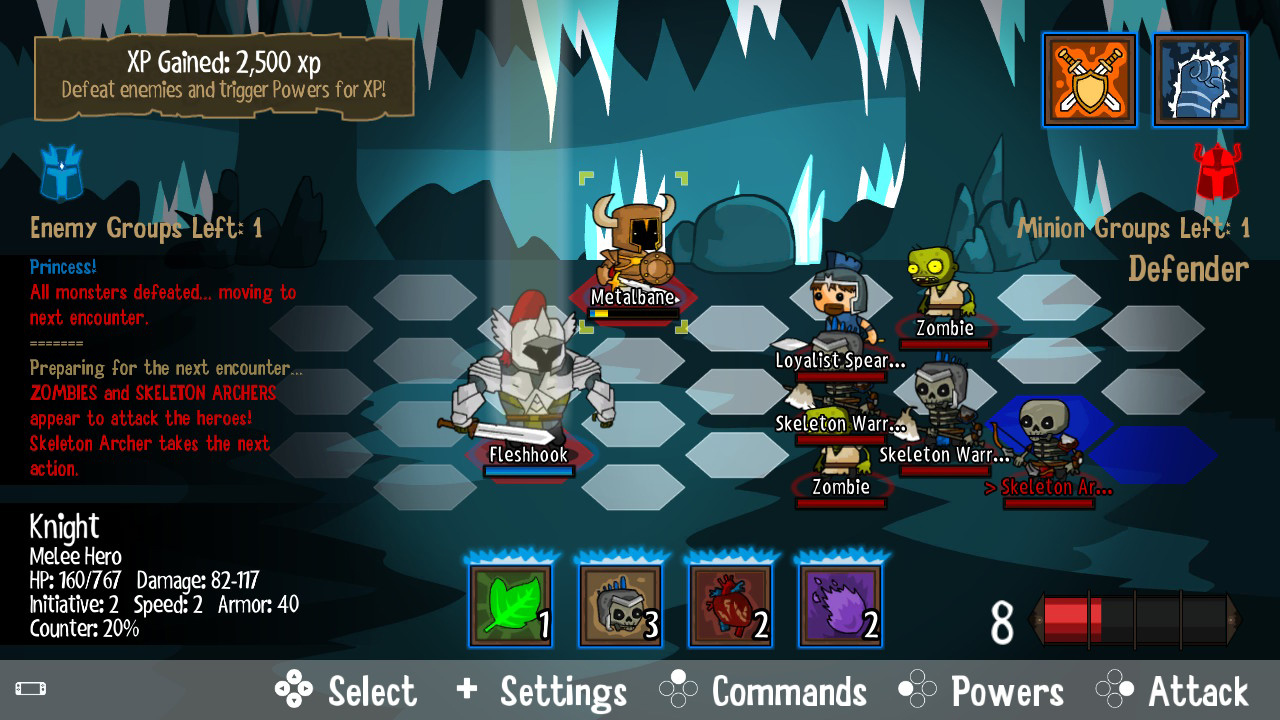 XP Gained: 2,500 xp
Defeat enemies and trigger Powers for XP!
Enemy Groups Left: 1
Minion Groups Left: 1
Defender
Princess!
All monsters defeated... moving to
next encounter.
=======
Preparing for the next encounter...
ZOMBIES and SKELETON ARCHERS
appear to attack the heroes!
Skeleton Archer takes the next
action.
Metalbane
Zombie
Loyalist Spear...
Skeleton Warr...
Fleshhook
Skeleton Warr...
Zombie
> Skeleton Ar...
Knight
Melee Hero
HP: 160/767 Damage: 82-117
Initiative: 2 Speed: 2 Armor: 40
Counter: 20%
1
3
2
2
8
Select
+ Settings
Commands
Powers
Attack